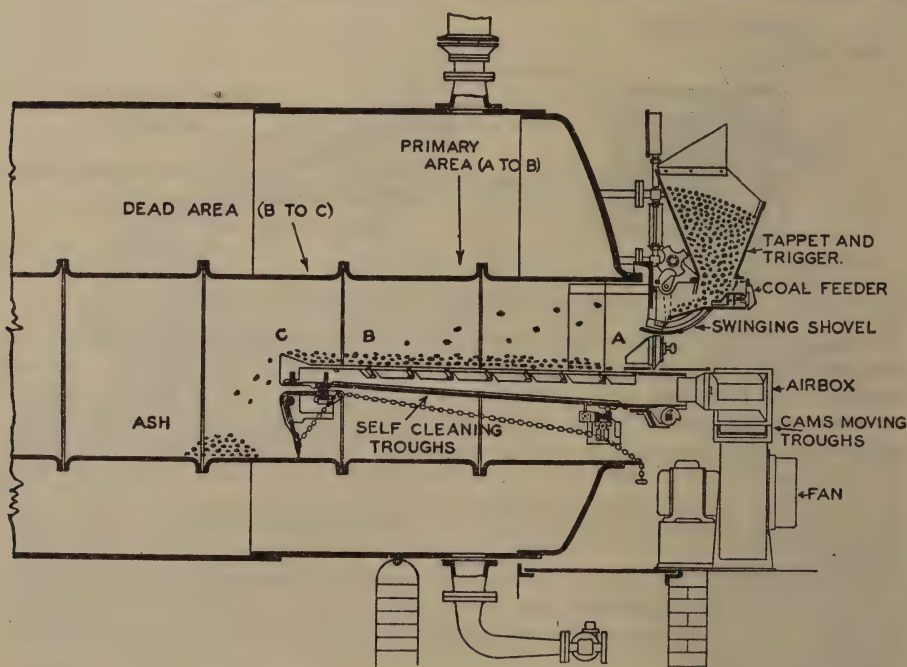 PRIMARY
AREA (A TO B)
DEAD AREA (B TO C)
TAPPET AND
TRIGGER.
COAL FEEDER
SWINGING SHOVEL
C
B
A
AIRBOX
ASH
SELF CLEANING
TROUGHS
CAMS MOVING
TROUGHS
FAN